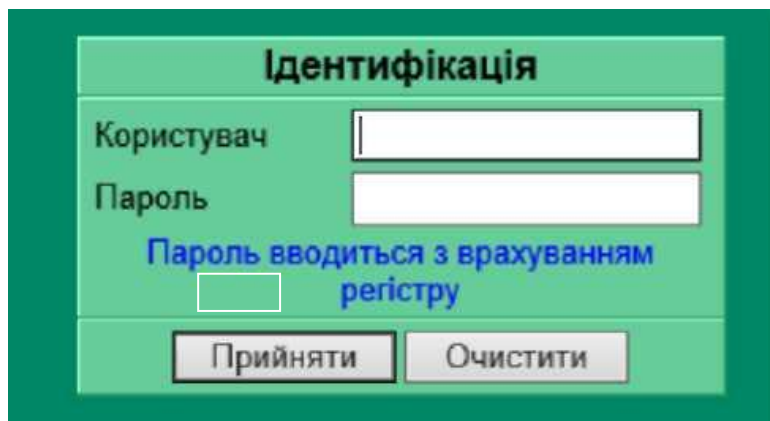 Ідентифікація
Користувач
Пароль
Пароль вводиться з врахуванням
регістру
Прийняти Очистити